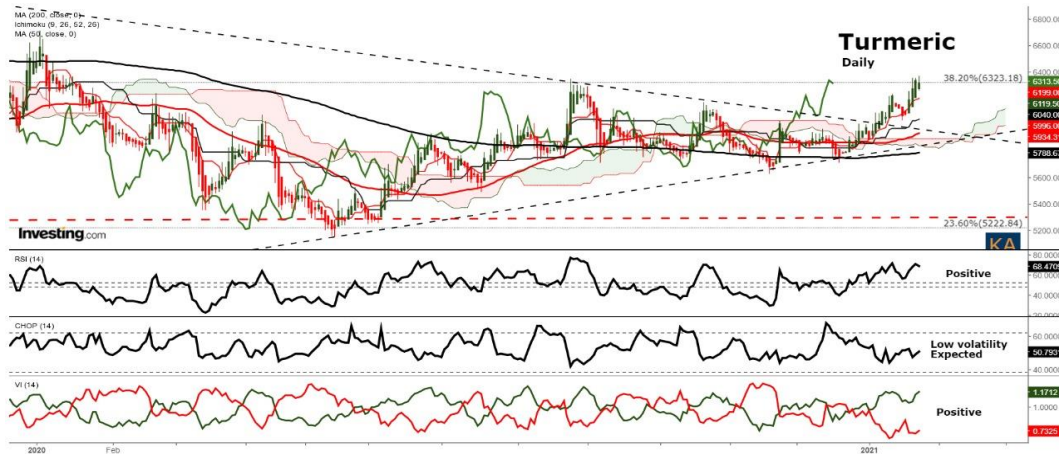 MA (200, close, 0)
Ichimoku (9, 26, 52, 26)
MA (50, close, 0)
Turmeric
Daily
38.20%(6323.18)
23.60%(5222.84)
6800.00
6600.00
6400.00
6313.50
6199.00
6119.50
6040.00
5996.00
5934.31
5788.67
5600.00
5400.00
5200.00
Investing.com
KA
RSI (14)
Positive
80.0000
68.4705
40.0000
20.0000
CHOP (14)
Low volatility
Expected
60.0000
50.7931
40.0000
VI (14)
Positive
1.1712
1.0000
0.7325
2020
Feb
2021